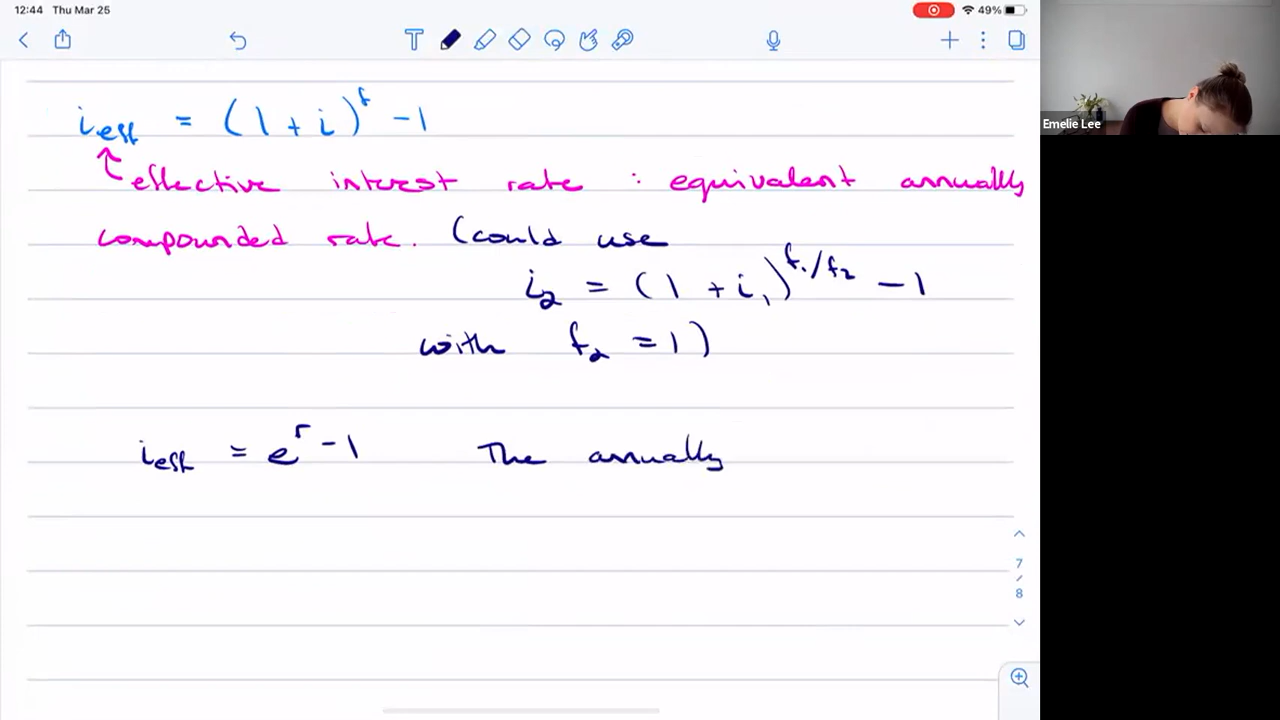 12:44 Thu Mar 25
49%
T
Emelie Lee
i_eff = (1 + i)^f - 1
effective interest rate : equivalent annually
compounded rate. (could use
i_2 = (1 + i_1)^{f_1/f_2} - 1
with f_2 = 1)
i_eff = e^r - 1 The annually
7
/
8